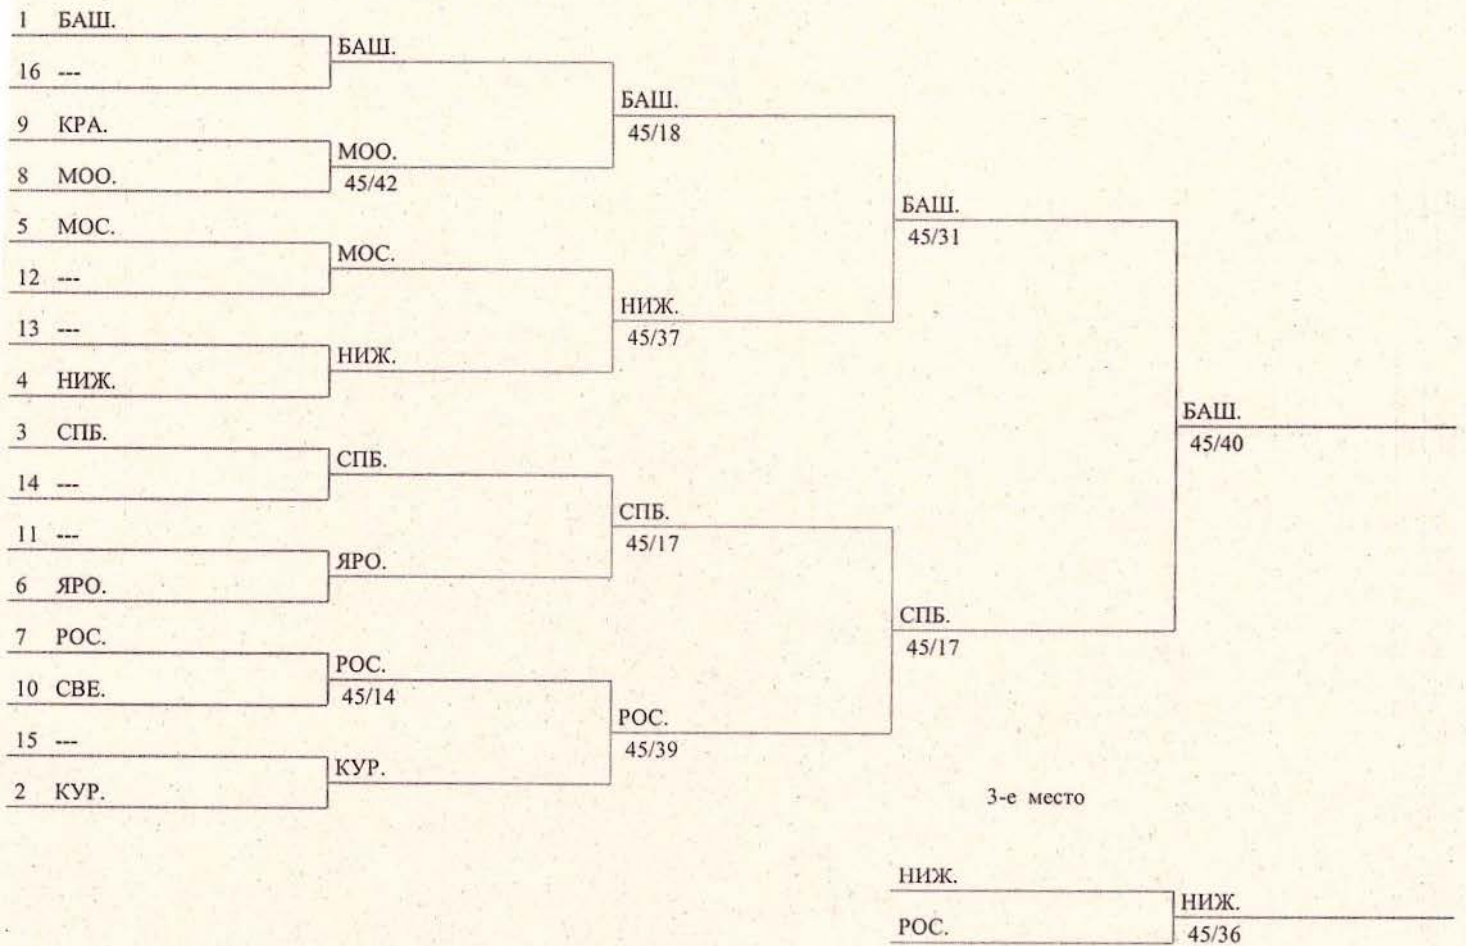 1 БАШ.
16 ---
9 КРА.
8 МОО.
5 МОС.
12 ---
13 ---
4 НИЖ.
3 СПБ.
14 ---
11 ---
6 ЯРО.
7 РОС.
10 СВЕ.
15 ---
2 КУР.
БАШ.
МОО.
45/42
МОС.
НИЖ.
СПБ.
ЯРО.
РОС.
45/14
КУР.
БАШ.
45/18
НИЖ.
45/37
СПБ.
45/17
РОС.
45/39
БАШ.
45/31
СПБ.
45/17
БАШ.
45/40
3-е место
НИЖ.
РОС.
НИЖ.
45/36